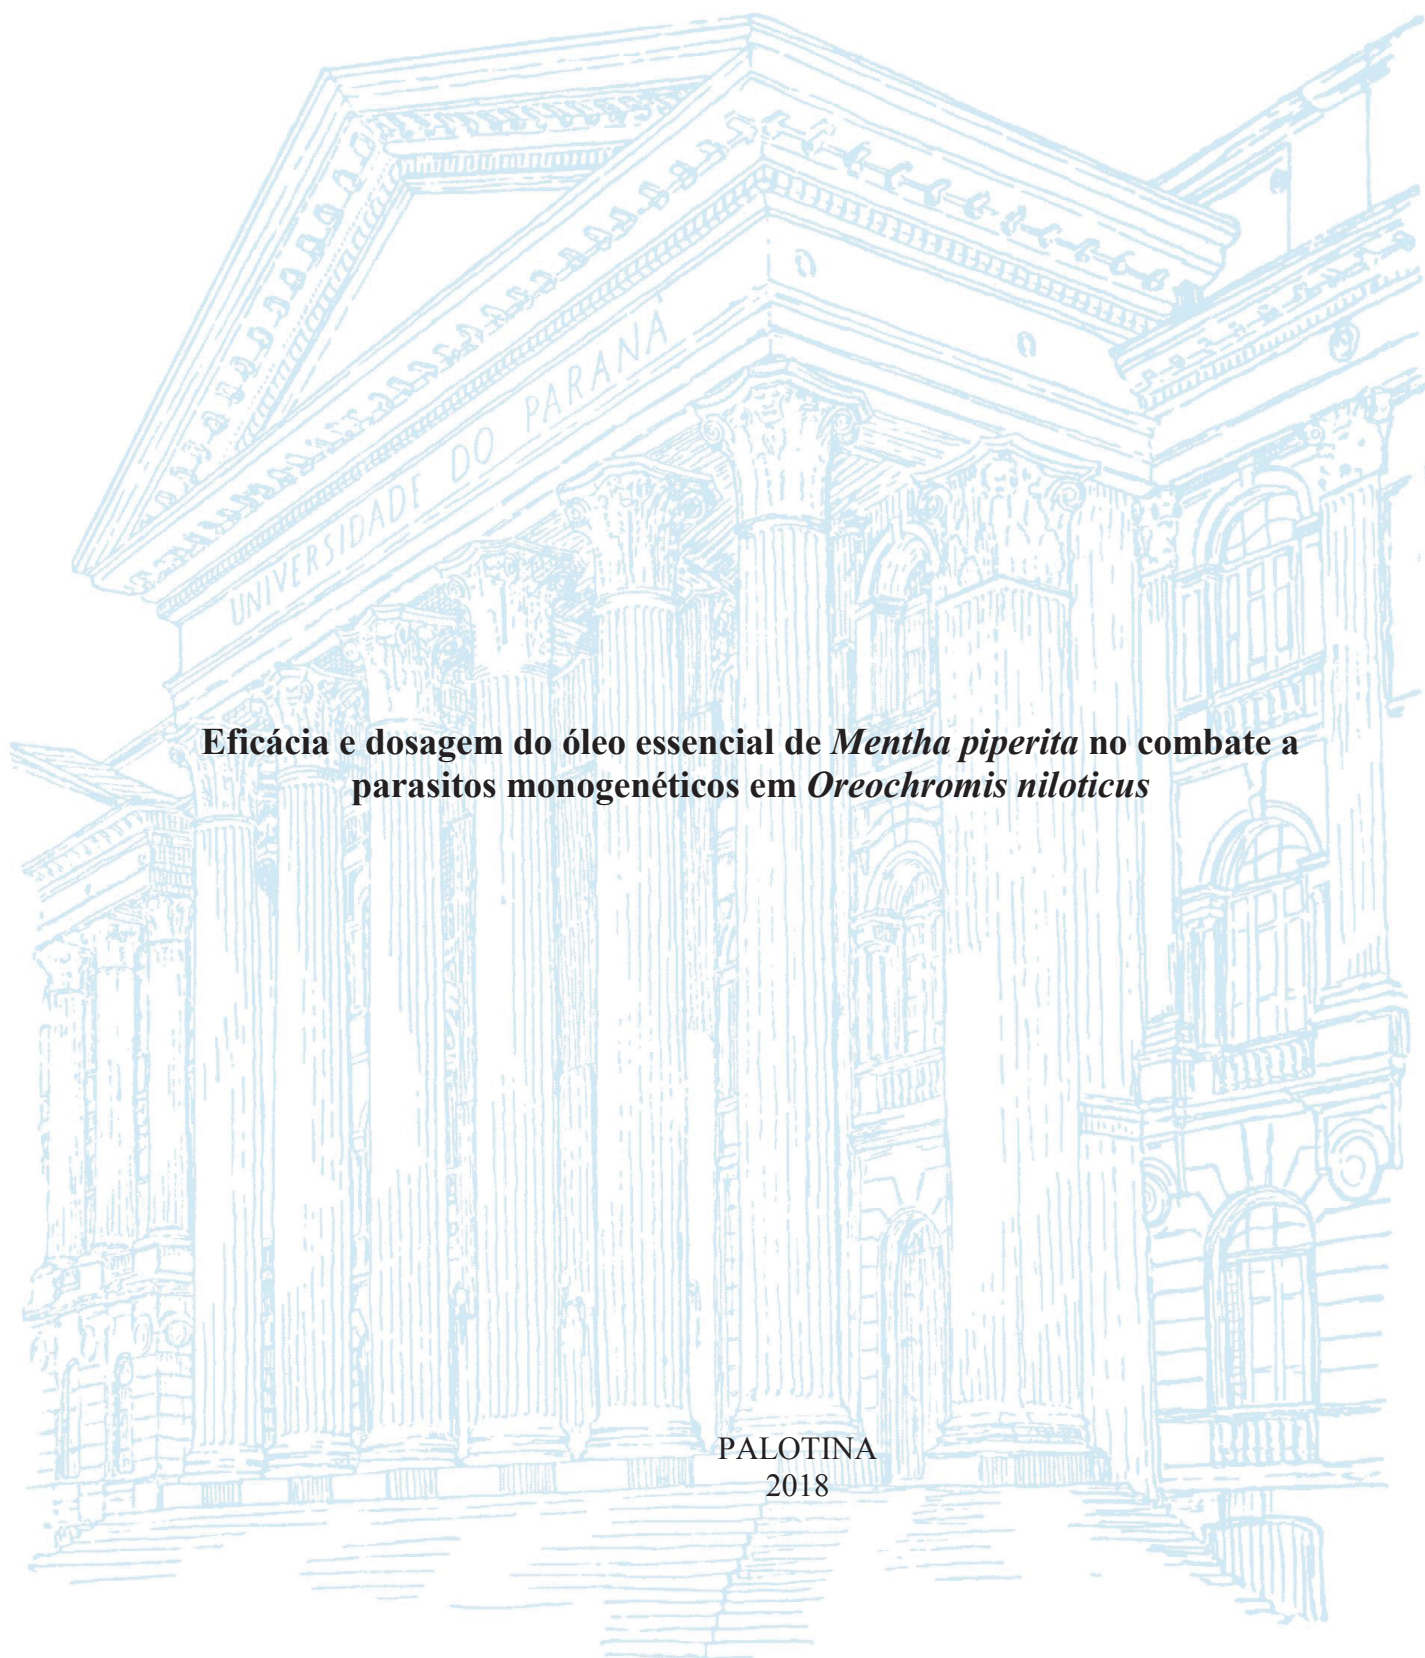 UNIVERSIDADE DO PARANÁ
Eficácia e dosagem do óleo essencial de Mentha piperita no combate a
parasitos monogenéticos em Oreochromis niloticus
PALOTINA
2018